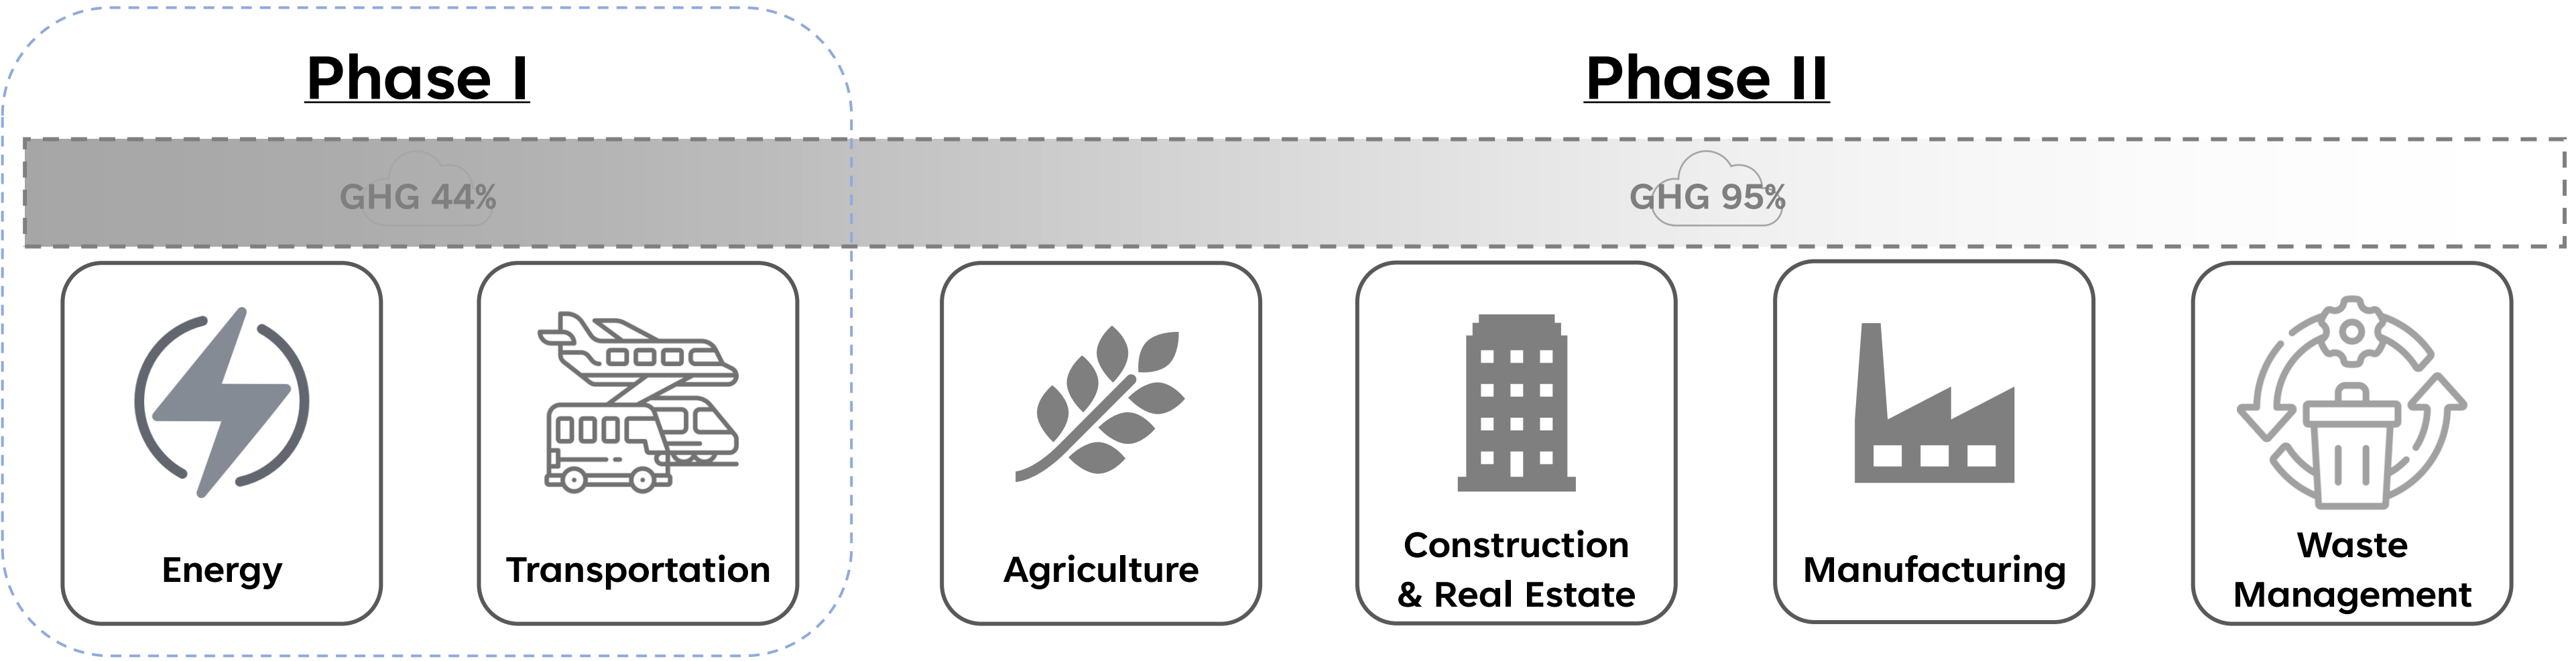 Phase I
Phase II
GHG 44%
GHG 95%
Energy
Transportation
Agriculture
Construction
& Real Estate
Manufacturing
Waste
Management